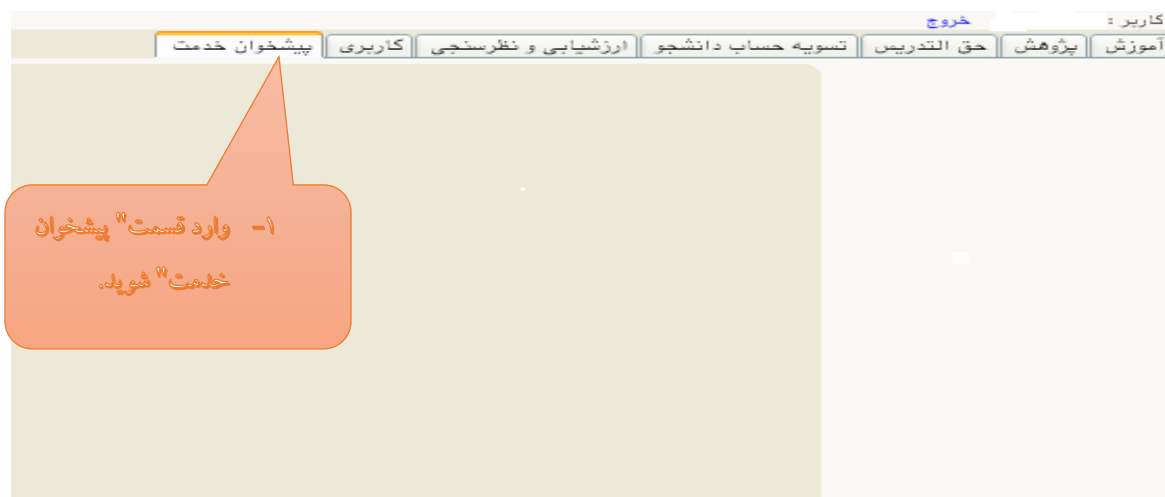 کاربر : خروج
آموزش پژوهش حق التدریس تسویه حساب دانشجو ارزشیابی و نظرسنجی کاربری پیشخوان خدمت
۱- وارد قسمت" پیشخوان
خدمت" شوید.